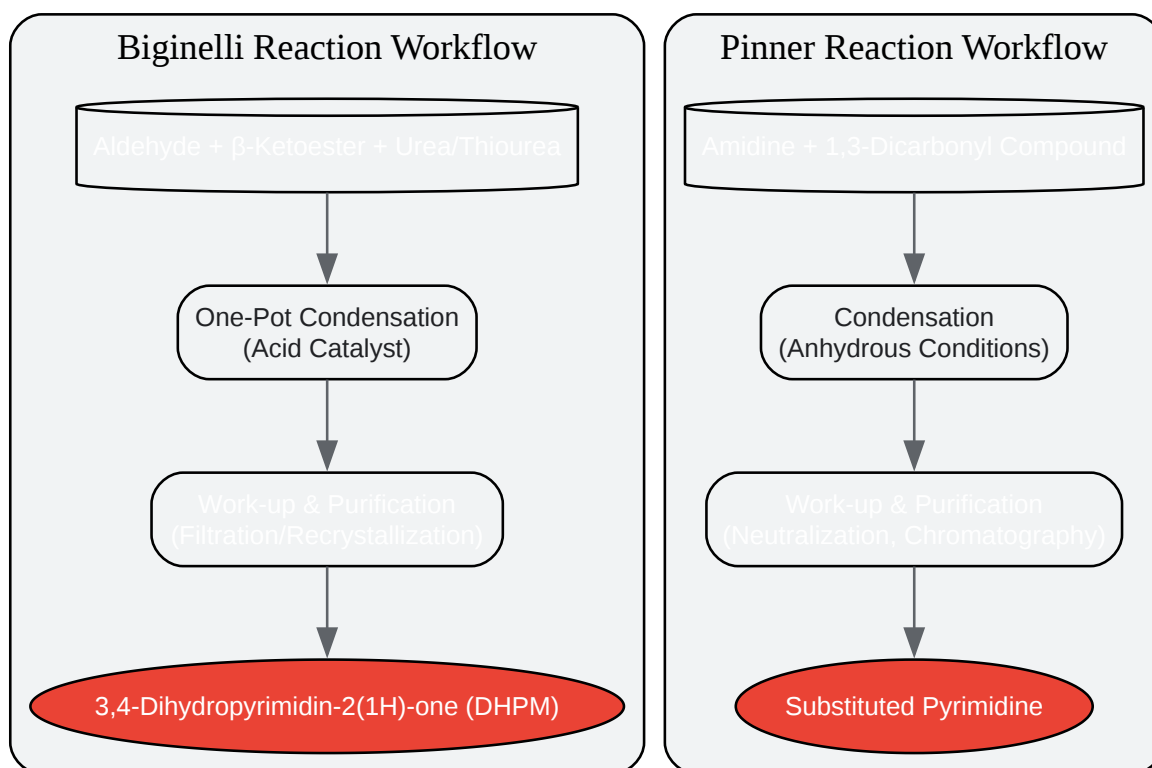 Biginelli Reaction Workflow
Aldehyde + β-Ketoester + Urea/Thiourea
One-Pot Condensation
(Acid Catalyst)
Work-up & Purification
(Filtration/Recrystallization)
3,4-Dihydropyrimidin-2(1H)-one (DHPM)
Pinner Reaction Workflow
Amidine + 1,3-Dicarbonyl Compound
Condensation
(Anhydrous Conditions)
Work-up & Purification
(Neutralization, Chromatography)
Substituted Pyrimidine